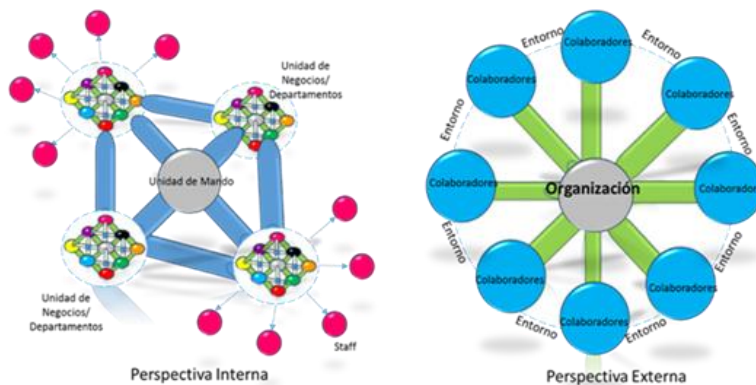 Unidad de
Negocios/
Departamentos
Unidad de Mando
Unidad de
Negocios/
Departamentos
Staff
Perspectiva Interna
Entorno
Colaboradores
Entorno
Colaboradores
Colaboradores
Entorno
Entorno
Colaboradores
Organización
Colaboradores
Entorno
Entorno
Colaboradores
Colaboradores
Entorno
Colaboradores
Entorno
Perspectiva Externa